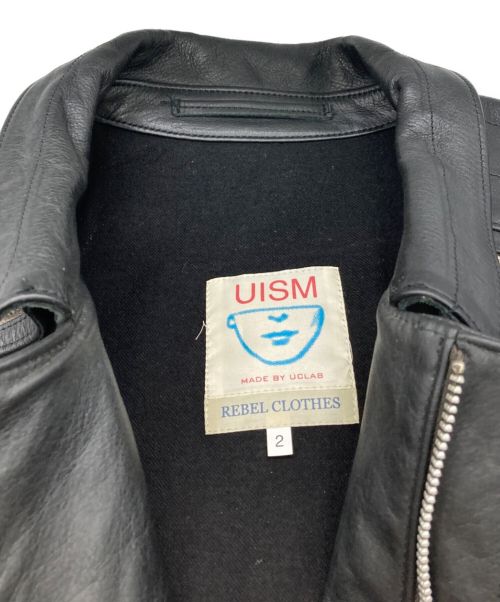 UISM
MADE BY UCLAB
REBEL CLOTHES
2